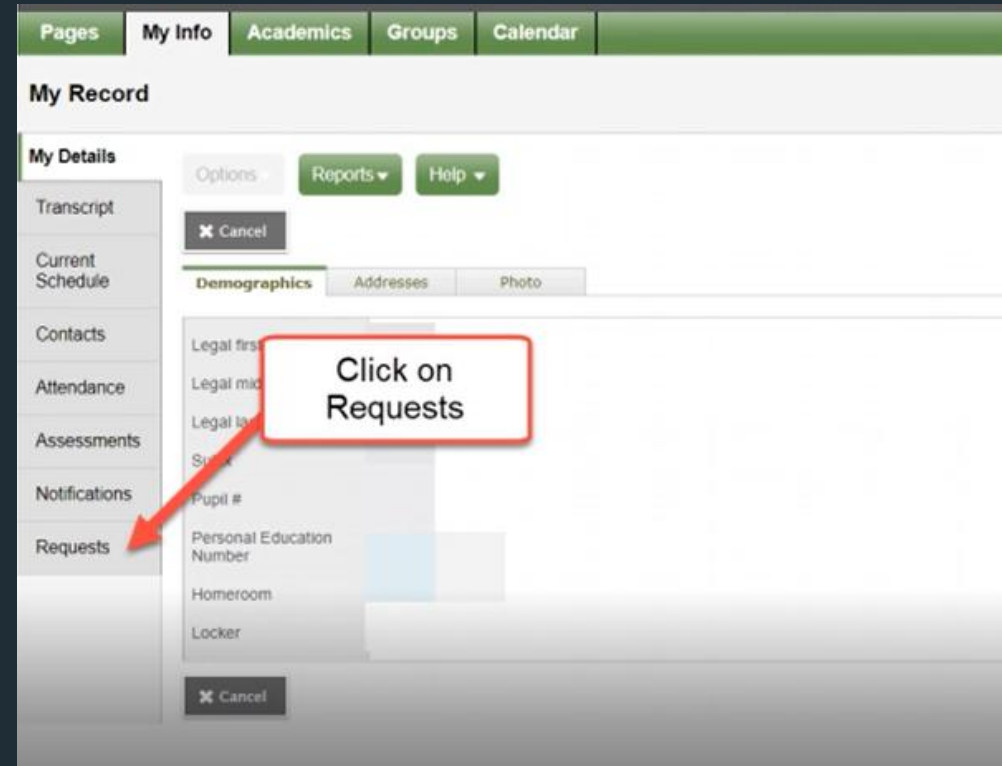 Pages My Info Academics Groups Calendar
My Record
My Details
Transcript
Current
Schedule
Contacts
Attendance
Assessments
Notifications
Requests
Options Reports Help
Cancel
Demographics Addresses Photo
Legal first
Legal mid
Legal la
Click on
Requests
Pupil #
Personal Education
Number
Homeroom
Locker
Cancel